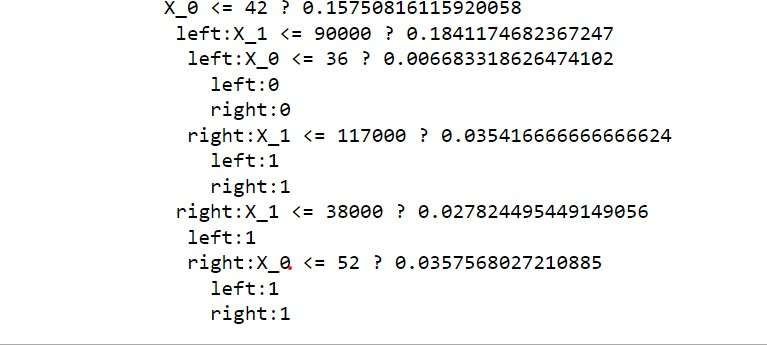 X_0 <= 42 ? 0.15750816115920058
left:X_1 <= 90000 ? 0.1841174682367247
left:X_0 <= 36 ? 0.006683318626474102
left:0
right:0
right:X_1 <= 117000 ? 0.035416666666666624
left:1
right:1
right:X_1 <= 38000 ? 0.027824495449149056
left:1
right:X_0 <= 52 ? 0.0357568027210885
left:1
right:1